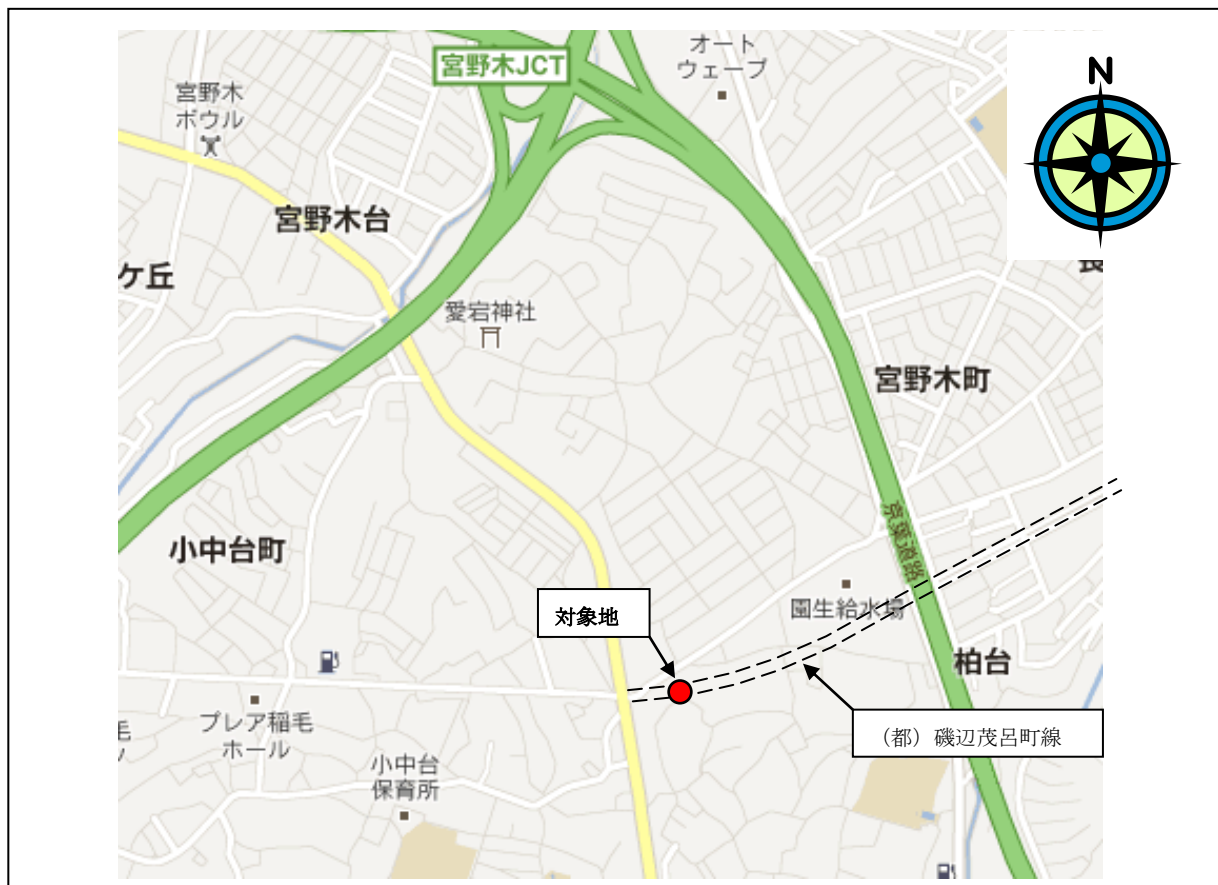 宮野木JCT
オート
ウェーブ
N
宮野木
ボウル
宮野木台
ケ丘
愛宕神社
宮野木町
京葉道路
小中台町
対象地
園生給水場
柏台
プレア稲毛
ホール
(都)磯辺茂呂町線
小中台
保育所